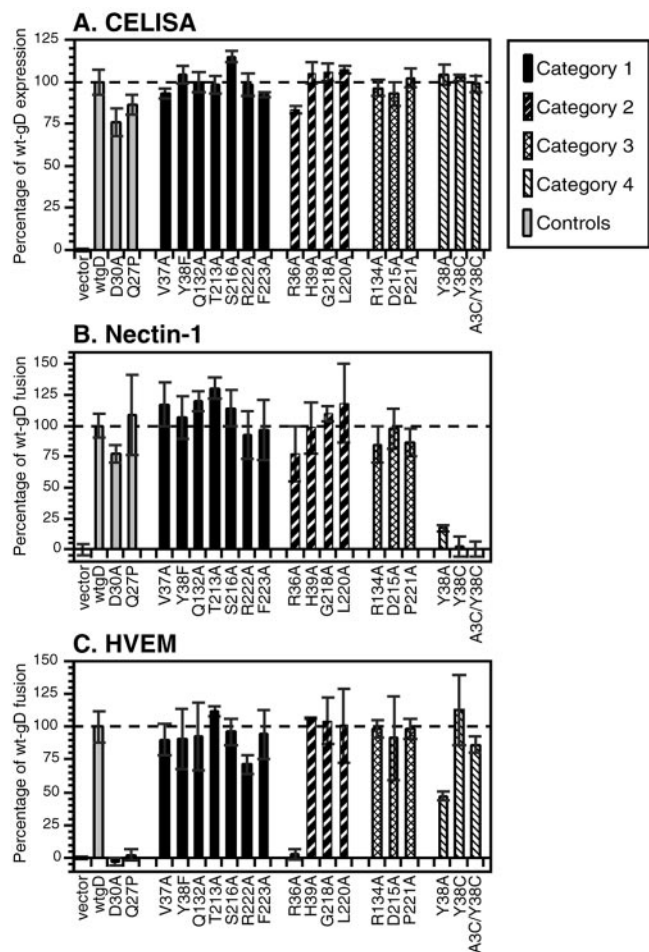 A. CELISA
Percentage of wt-gD expression
125
100
75
50
25
0
vector
wtgD
D30A
Q27P
V37A
Y38F
Q132A
T213A
S216A
R222A
F223A
R36A
H39A
G218A
L220A
R134A
D215A
P221A
Y38A
Y38C
A3C/Y38C
Category 1
Category 2
Category 3
Category 4
Controls
B. Nectin-1
Percentage of wt-gD fusion
150
125
100
75
50
25
0
vector
wtgD
D30A
Q27P
V37A
Y38F
Q132A
T213A
S216A
R222A
F223A
R36A
H39A
G218A
L220A
R134A
D215A
P221A
Y38A
Y38C
A3C/Y38C
C. HVEM
Percentage of wt-gD fusion
150
125
100
75
50
25
0
vector
wtgD
D30A
Q27P
V37A
Y38F
Q132A
T213A
S216A
R222A
F223A
R36A
H39A
G218A
L220A
R134A
D215A
P221A
Y38A
Y38C
A3C/Y38C